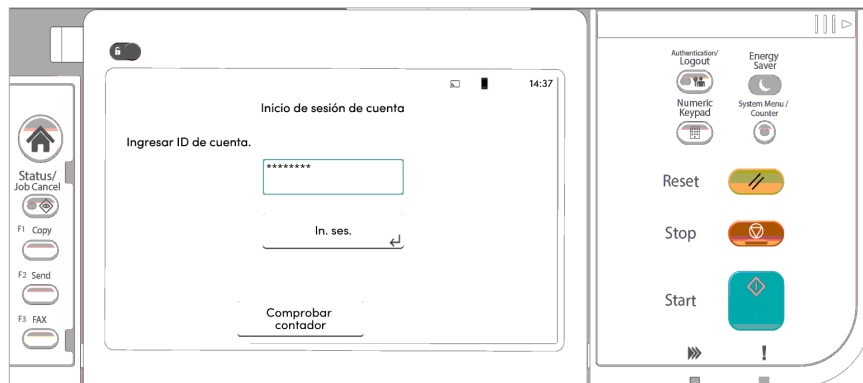 14:37
Inicio de sesión de cuenta
Ingresar ID de cuenta.
********
In. ses.
Comprobar
contador
Status/
Job Cancel
F1 Copy
F2 Send
F3 FAX
Authentication/
Logout
Energy
Saver
Numeric
Keypad
System Menu /
Counter
Reset
Stop
Start